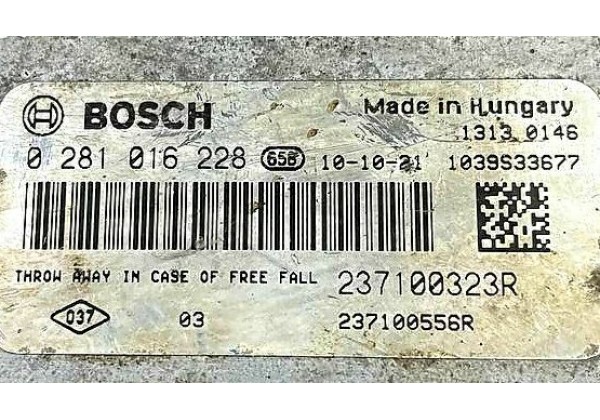 BOSCH Made in Hungary
1313 0146
0 281 016 228 656 10-10-21 1039S33677
THROW AWAY IN CASE OF FREE FALL 237100323R
037 03 237100556R